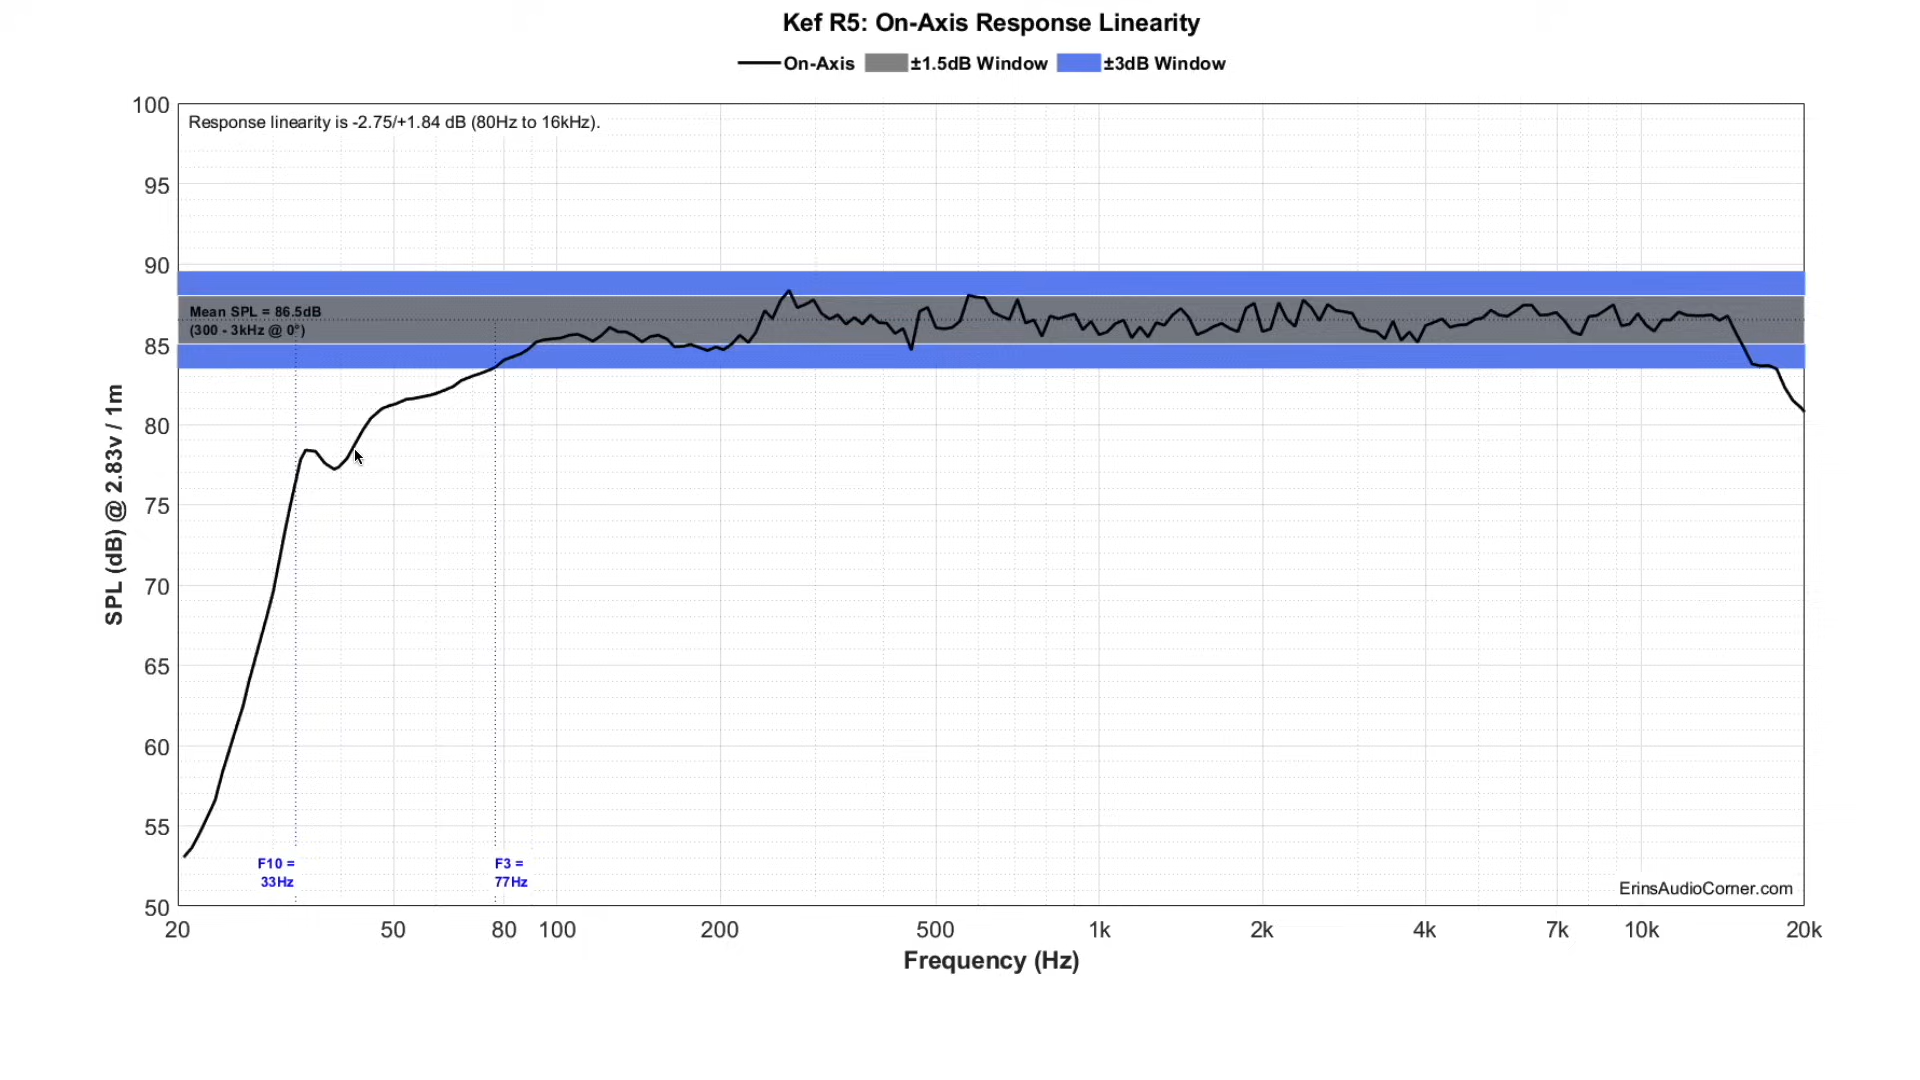 Kef R5: On-Axis Response Linearity
On-Axis ±1.5dB Window ±3dB Window
100
Response linearity is -2.75/+1.84 dB (80Hz to 16kHz).
95
90
Mean SPL = 86.5dB
(300 - 3kHz @ 0°)
85
80
75
70
65
60
55
50
SPL (dB) @ 2.83v / 1m
F10 =
33Hz
F3 =
77Hz
ErinsAudioCorner.com
20 50 80 100 200 500 1k 2k 4k 7k 10k 20k
Frequency (Hz)